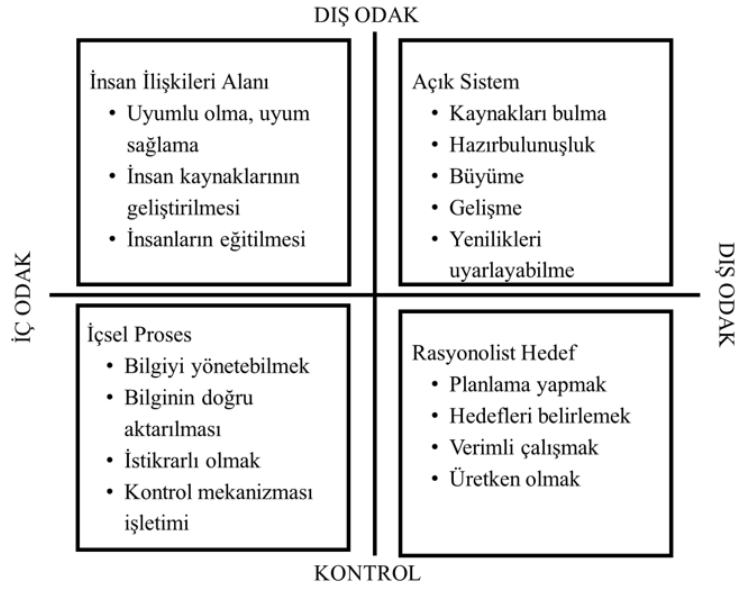 DIŞ ODAK
İnsan İlişkileri Alanı
• Uyumlu olma, uyum
sağlama
• İnsan kaynaklarının
geliştirilmesi
• İnsanların eğitilmesi
Açık Sistem
• Kaynakları bulma
• Hazırbulunuşluk
• Büyüme
• Gelişme
• Yenilikleri
uyarlayabilme
İÇ ODAK
DIŞ ODAK
İçsel Proses
• Bilgiyi yönetebilmek
• Bilginin doğru
aktarılması
• İstikrarlı olmak
• Kontrol mekanizması
işletimi
Rasyonolist Hedef
• Planlama yapmak
• Hedefleri belirlemek
• Verimli çalışmak
• Üretken olmak
KONTROL